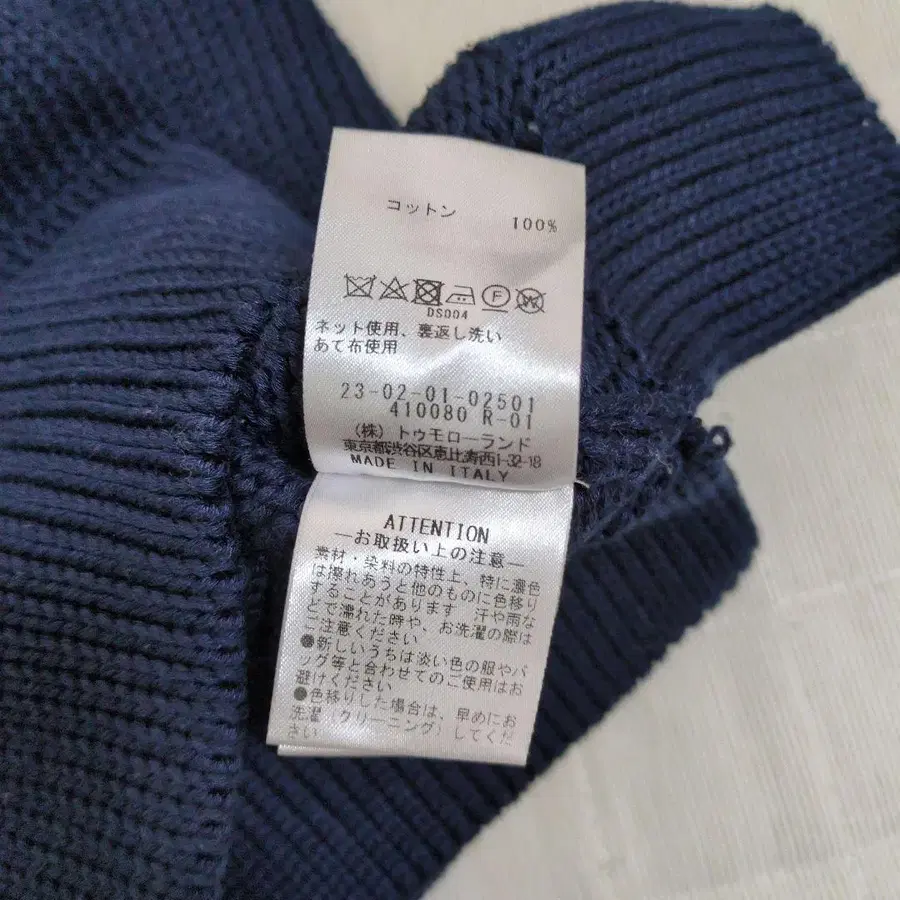 コットン 100%
DS004
ネット使用、裏返し洗い
あて布使用
23-02-01-02501
410080 R-01
(株) トゥモローランド
東京都渋谷区恵比寿西1-32-18
MADE IN ITALY
ATTENTION
—お取扱い上の注意—
素材・染料の特性上、特に濃色
は擦れあうと他のものに色移り
することがあります 汗や雨な
どで濡れた時や、お洗濯の際は
ご注意ください
●新しいうちは淡い色の服やバ
ッグ等と合わせてのご使用はお
避けください
●色移りした場合は、早めにお
洗濯(クリーニング)してくだ
さい